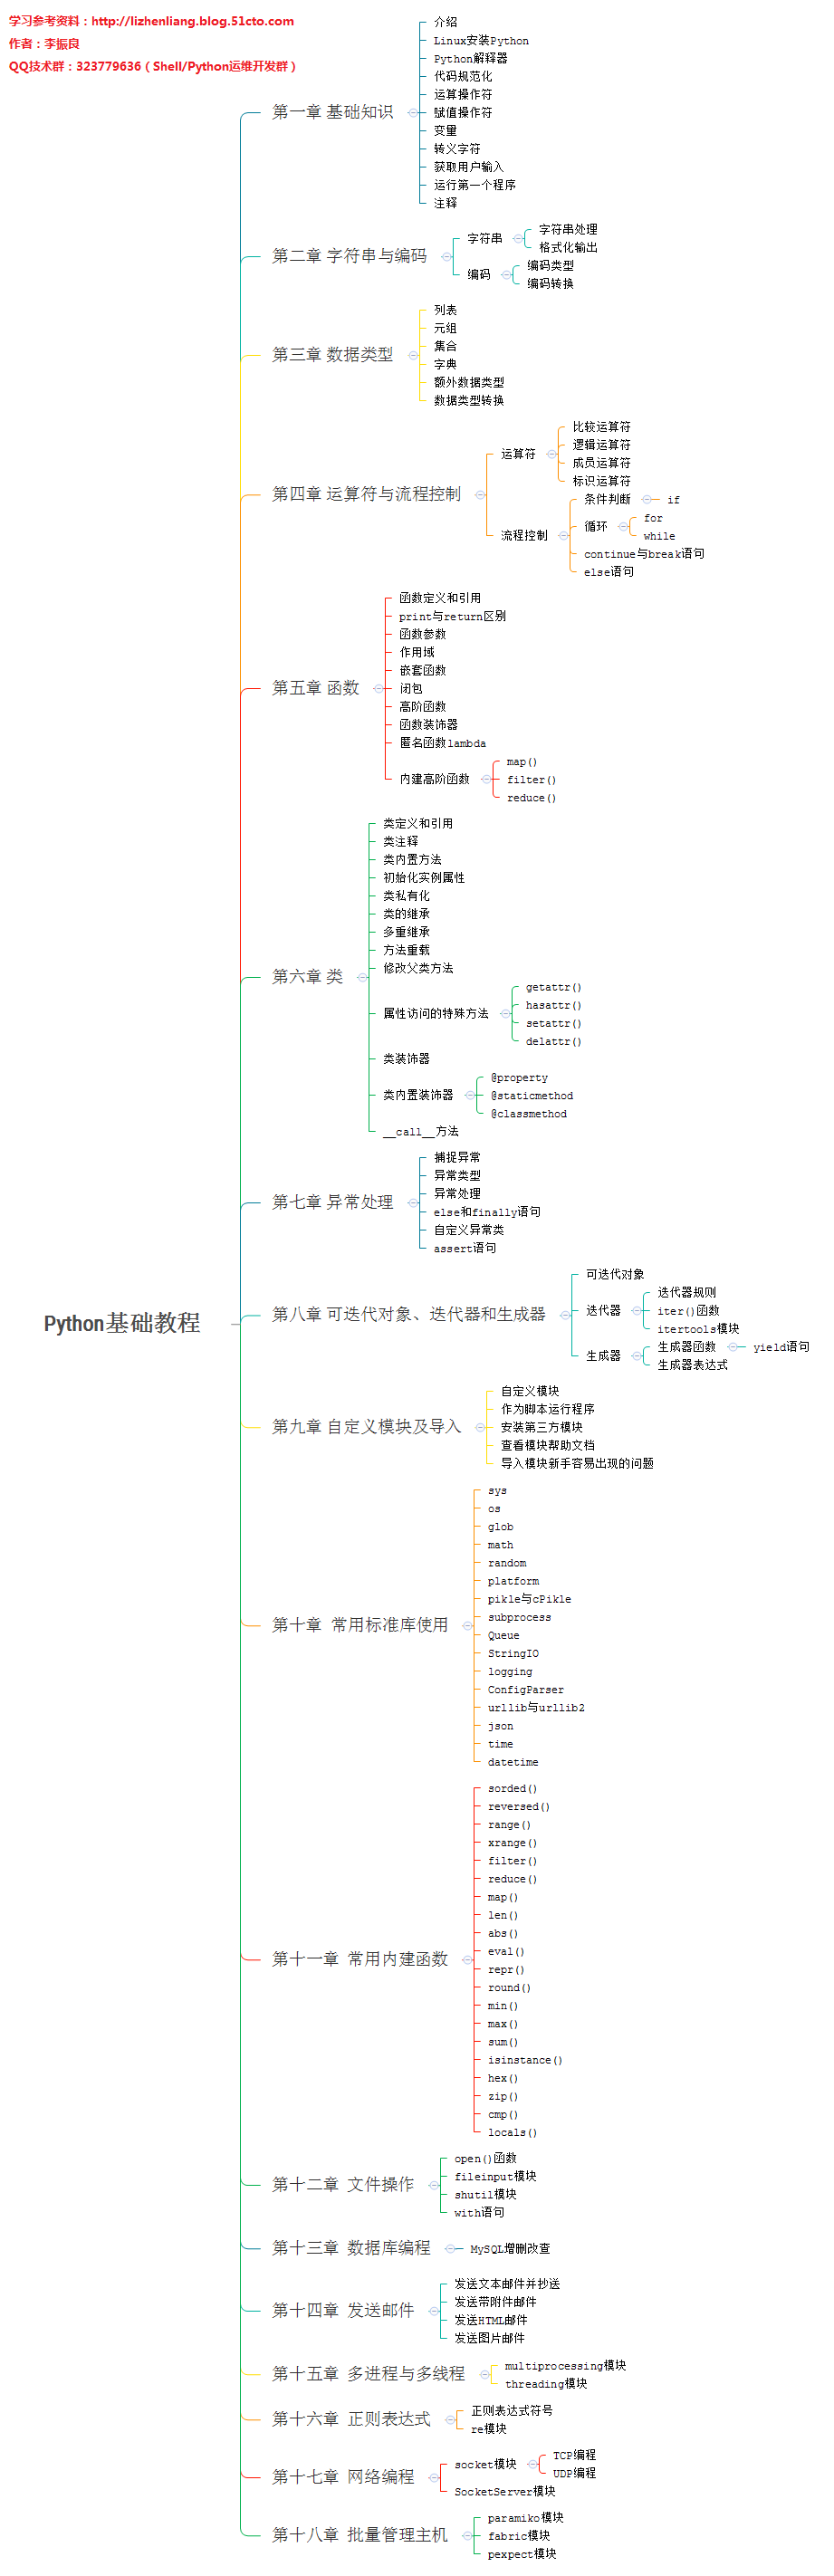 学习参考资料：http://lizhenliang.blog.51cto.com
作者：李振良
QQ技术群：323779636（Shell/Python运维开发群）
Python基础教程
第一章 基础知识
介绍
Linux安装Python
Python解释器
代码规范化
运算操作符
赋值操作符
变量
转义字符
获取用户输入
运行第一个程序
注释
第二章 字符串与编码
字符串
字符串处理
格式化输出
编码
编码类型
编码转换
第三章 数据类型
列表
元组
集合
字典
额外数据类型
数据类型转换
第四章 运算符与流程控制
运算符
比较运算符
逻辑运算符
成员运算符
标识运算符
流程控制
条件判断
if
循环
for
while
continue与break语句
else语句
第五章 函数
函数定义和引用
print与return区别
函数参数
作用域
嵌套函数
闭包
高阶函数
函数装饰器
匿名函数lambda
内建高阶函数
map()
filter()
reduce()
第六章 类
类定义和引用
类注释
类内置方法
初始化实例属性
类私有化
类的继承
多重继承
方法重载
修改父类方法
属性访问的特殊方法
getattr()
hasattr()
setattr()
delattr()
类装饰器
类内置装饰器
@property
@staticmethod
@classmethod
__call__方法
第七章 异常处理
捕捉异常
异常类型
异常处理
else和finally语句
自定义异常类
assert语句
第八章 可迭代对象、迭代器和生成器
可迭代对象
迭代器
迭代器规则
iter()函数
itertools模块
生成器
生成器函数
yield语句
生成器表达式
第九章 自定义模块及导入
自定义模块
作为脚本运行程序
安装第三方模块
查看模块帮助文档
导入模块新手容易出现的问题
第十章 常用标准库使用
sys
os
glob
math
random
platform
pikle与cPikle
subprocess
Queue
StringIO
logging
ConfigParser
urllib与urllib2
json
time
datetime
第十一章 常用内建函数
sorded()
reversed()
range()
xrange()
filter()
reduce()
map()
len()
abs()
eval()
repr()
round()
min()
max()
sum()
isinstance()
hex()
zip()
cmp()
locals()
第十二章 文件操作
open()函数
fileinput模块
shutil模块
with语句
第十三章 数据库编程
MySQL增删改查
第十四章 发送邮件
发送文本邮件并抄送
发送带附件邮件
发送HTML邮件
发送图片邮件
第十五章 多进程与多线程
multiprocessing模块
threading模块
第十六章 正则表达式
正则表达式符号
re模块
第十七章 网络编程
socket模块
TCP编程
UDP编程
SocketServer模块
第十八章 批量管理主机
paramiko模块
fabric模块
pexpect模块